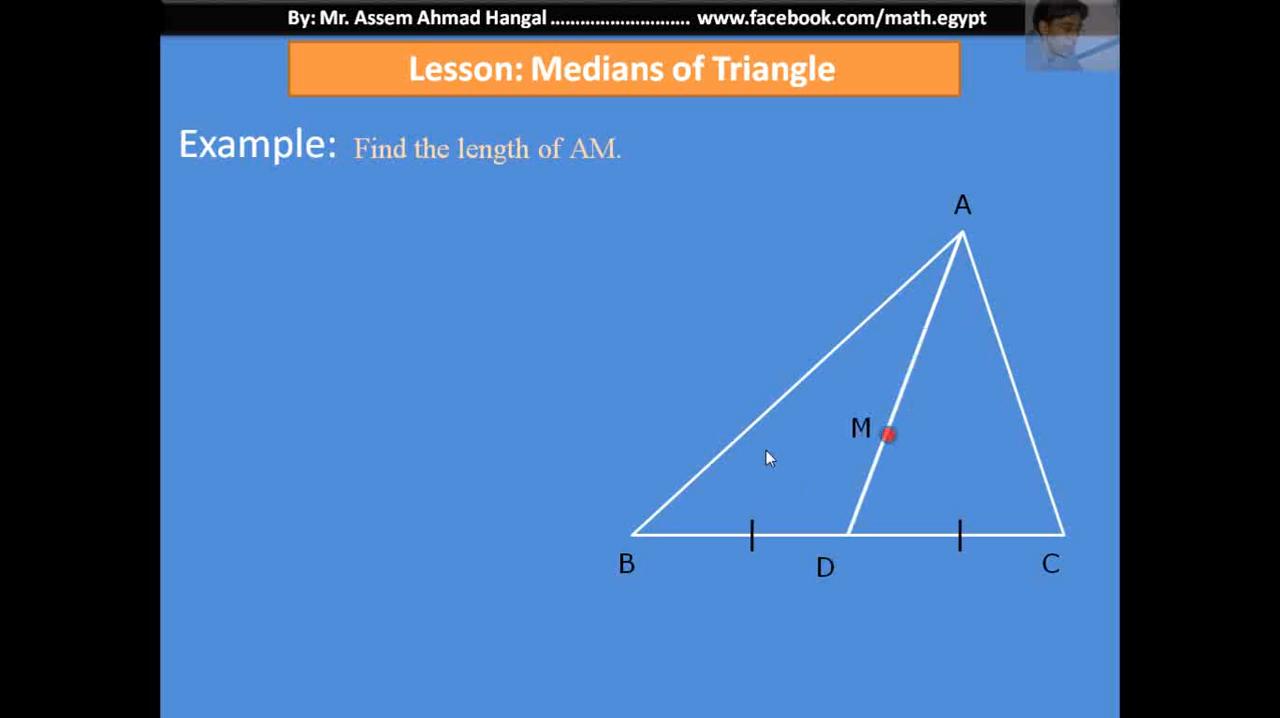 By: Mr. Assem Ahmad Hangal ........................... www.facebook.com/math.egypt
Lesson: Medians of Triangle
Example: Find the length of AM.
A
M
B
D
C